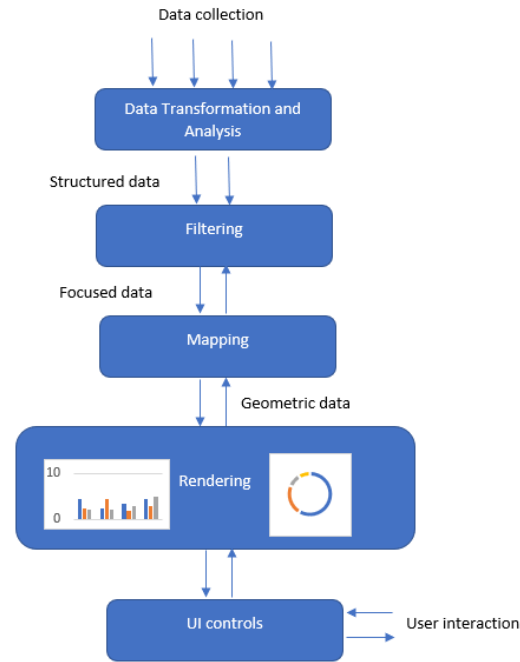 Data collection
Data Transformation and
Analysis
Structured data
Filtering
Focused data
Mapping
Geometric data
10
Rendering
0
UI controls
User interaction